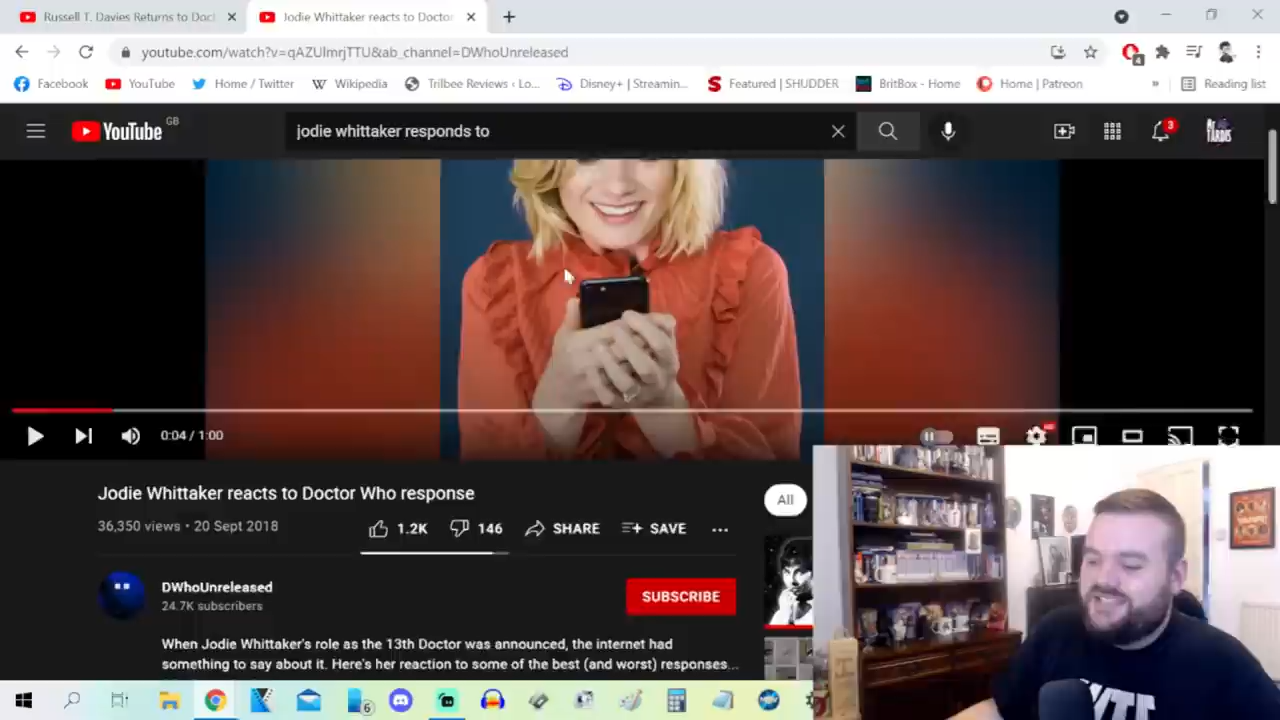 Russell T. Davies Returns to Doct
Jodie Whittaker reacts to Doctor
youtube.com/watch?v=qAZUlmrjTTU&ab_channel=DWhoUnreleased
4
Facebook
YouTube
Home / Twitter
Wikipedia
Trilbee Reviews ‹ Lo...
Disney+ | Streamin...
Featured | SHUDDER
BritBox - Home
Home | Patreon
»
Reading list
YouTube GB
jodie whittaker responds to
3
TARDIS
0:04 / 1:00
Jodie Whittaker reacts to Doctor Who response
36,350 views • 20 Sept 2018
1.2K
146
SHARE
SAVE
All
DWhoUnreleased
24.7K subscribers
SUBSCRIBE
When Jodie Whittaker's role as the 13th Doctor was announced, the internet had
something to say about it. Here's her reaction to some of the best (and worst) responses...
6